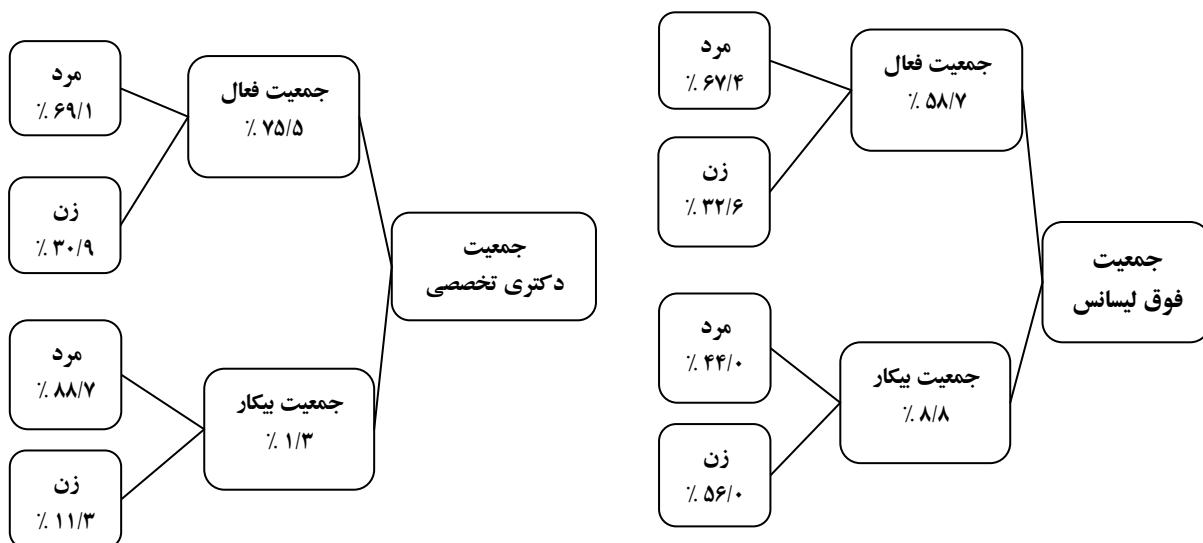 جمعیت
فوق لیسانس
جمعیت فعال
٪ ۵۸/۷
مرد
٪ ۶۷/۴
زن
٪ ۳۲/۶
جمعیت بیکار
٪ ۸/۸
مرد
٪ ۴۴/۰
زن
٪ ۵۶/۰
جمعیت
دکتری تخصصی
جمعیت فعال
٪ ۷۵/۵
مرد
٪ ۶۹/۱
زن
٪ ۳۰/۹
جمعیت بیکار
٪ ۱/۳
مرد
٪ ۸۸/۷
زن
٪ ۱۱/۳